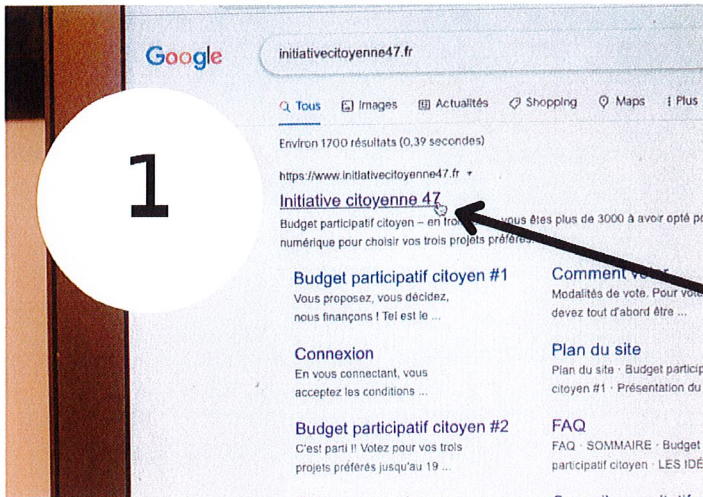 Google
initiativecitoyenne47.fr
Tous Images Actualités Shopping Maps Plus
Environ 1700 résultats (0,39 secondes)
1
https://www.initiativecitoyenne47.fr
Initiative citoyenne 47
Budget participatif citoyen – en vous êtes plus de 3000 à avoir opté
numérique pour choisir vos trois projets préférés.
Budget participatif citoyen #1
Vous proposez, vous décidez,
nous finançons ! Tel est le ...
Comment voter
Modalités de vote. Pour
devez tout d'abord être ...
Connexion
En vous connectant, vous
acceptez les conditions ...
Plan du site
Plan du site · Budget
citoyen #1 · Présentation du
Budget participatif citoyen #2
C'est parti !! Votez pour vos trois
projets préférés jusqu'au 19 ...
FAQ
FAQ · SOMMAIRE · Budget
participatif citoyen · LES